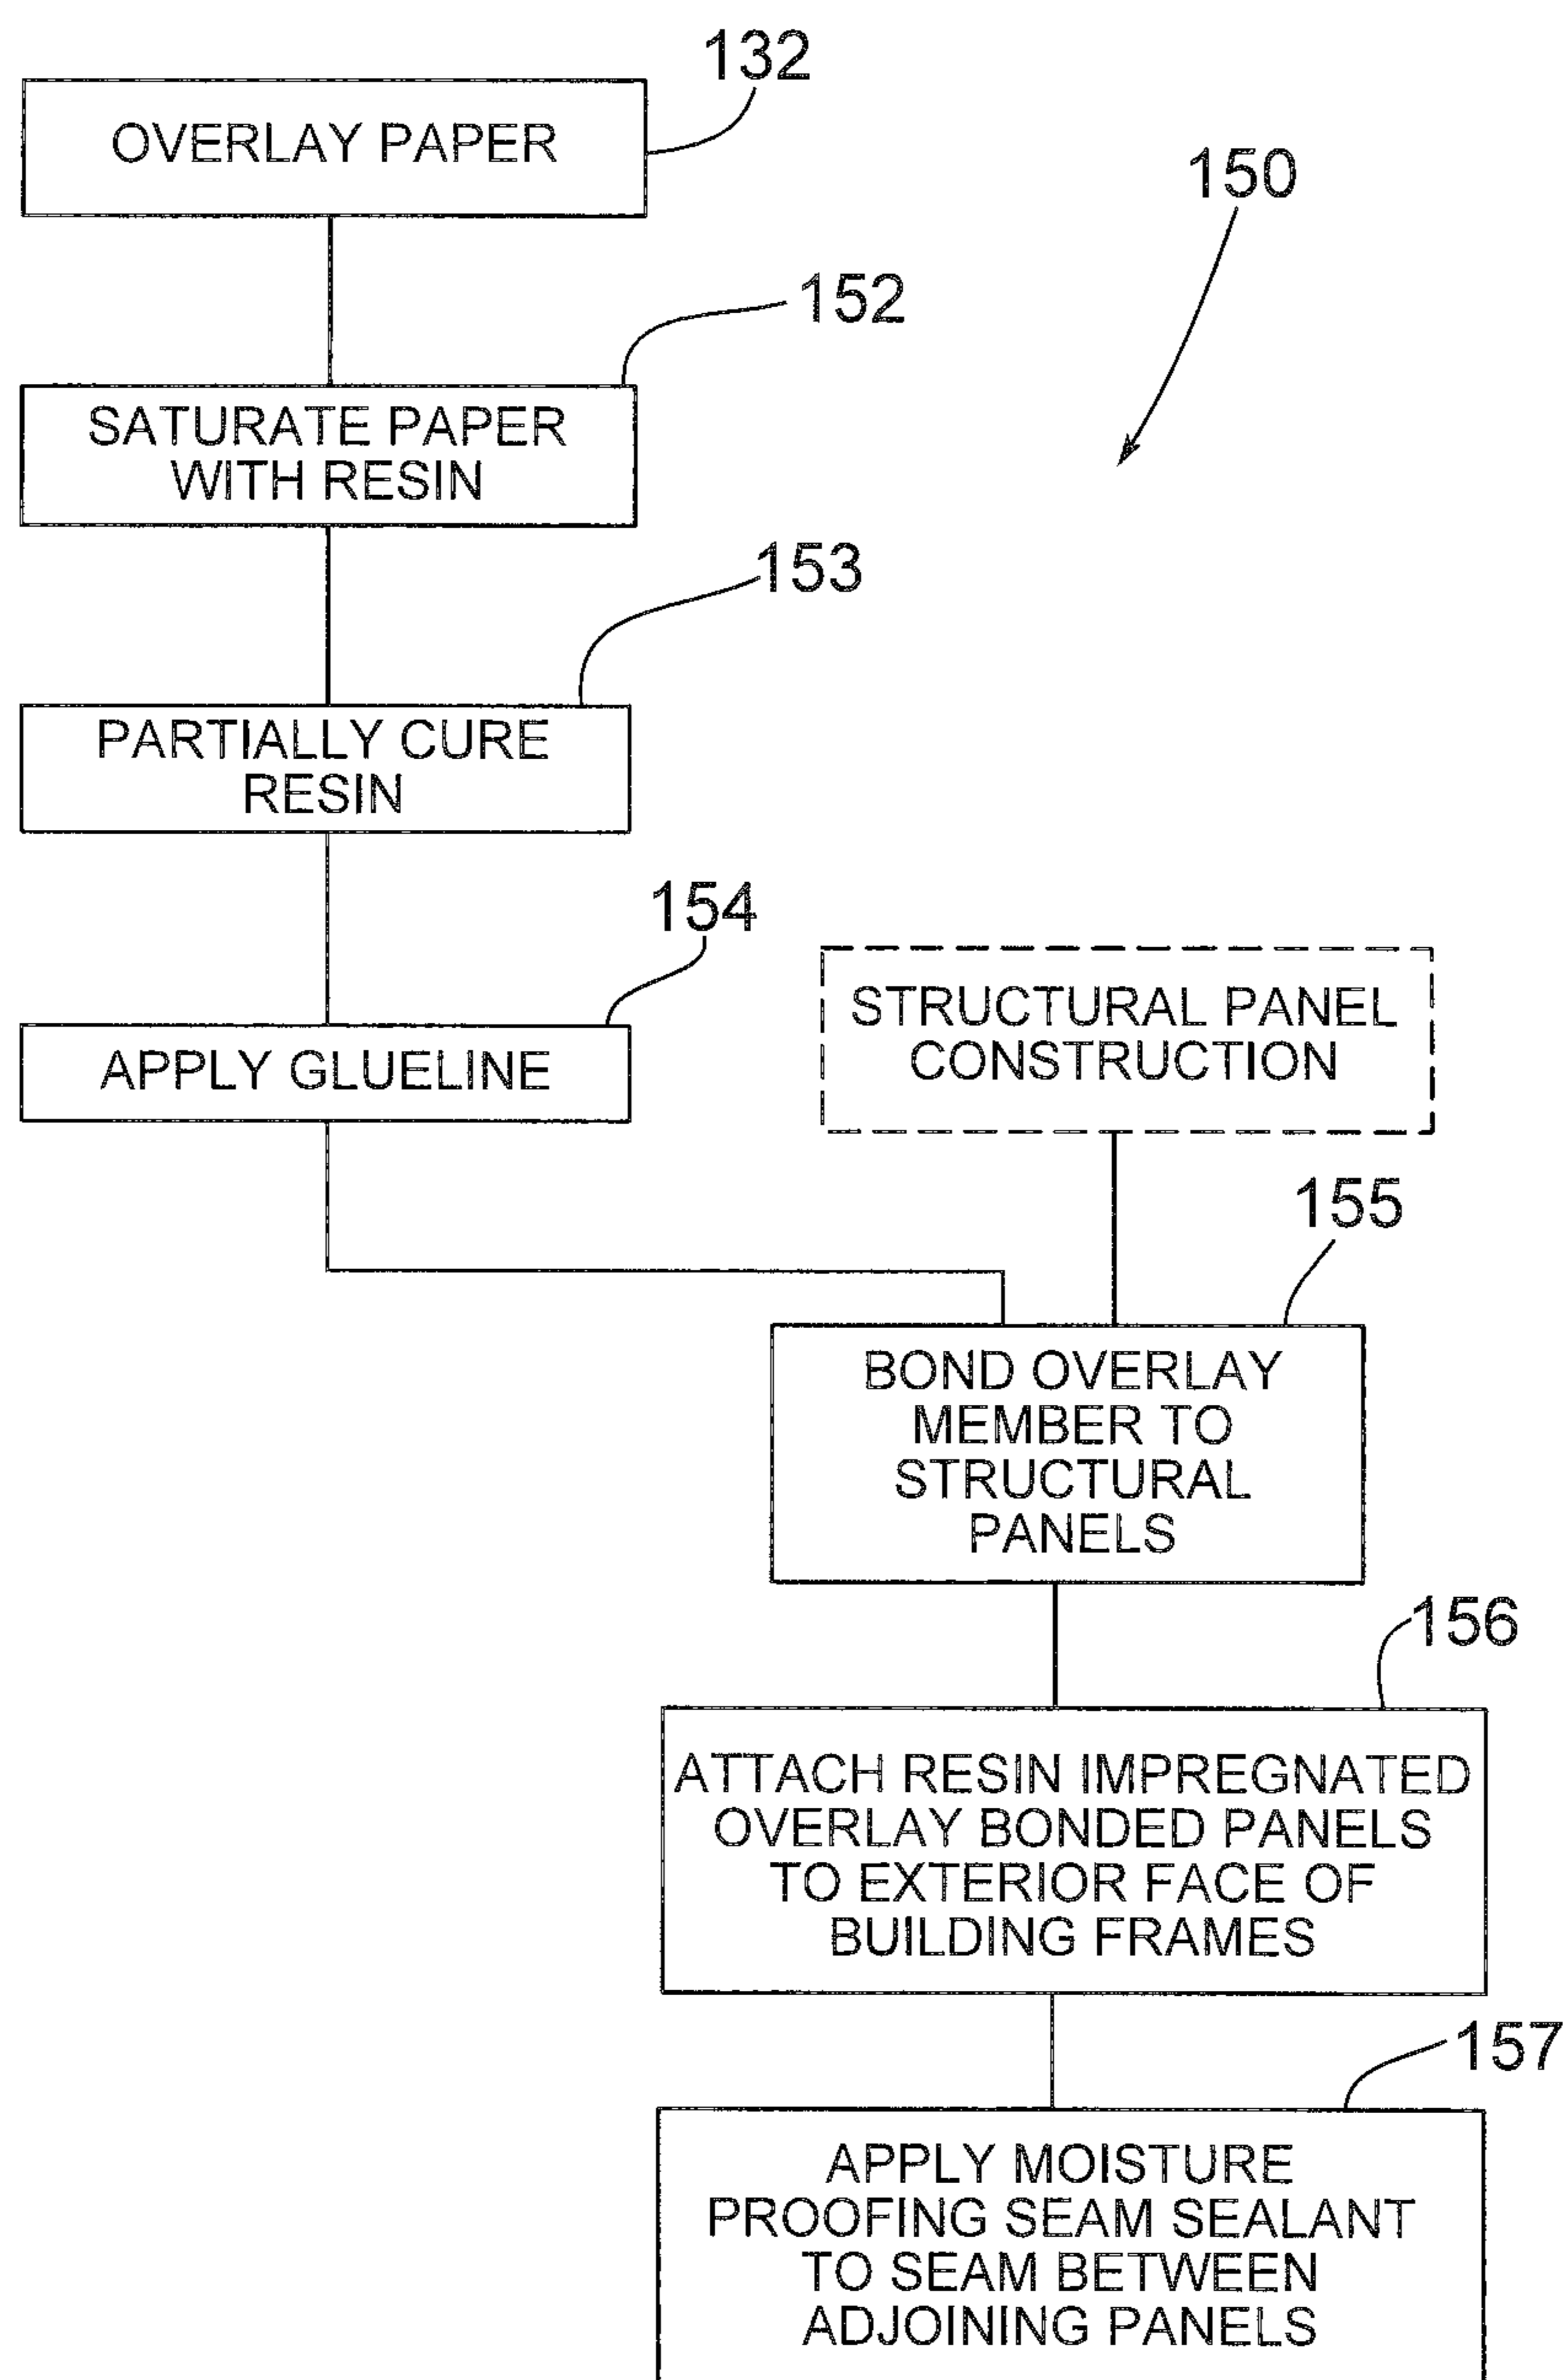 132
OVERLAY PAPER
150
152
SATURATE PAPER
WITH RESIN
153
PARTIALLY CURE
RESIN
154
APPLY GLUELINE
STRUCTURAL PANEL
CONSTRUCTION
155
BOND OVERLAY
MEMBER TO
STRUCTURAL
PANELS
156
ATTACH RESIN IMPREGNATED
OVERLAY BONDED PANELS
TO EXTERIOR FACE OF
BUILDING FRAMES
157
APPLY MOISTURE
PROOFING SEAM SEALANT
TO SEAM BETWEEN
ADJOINING PANELS